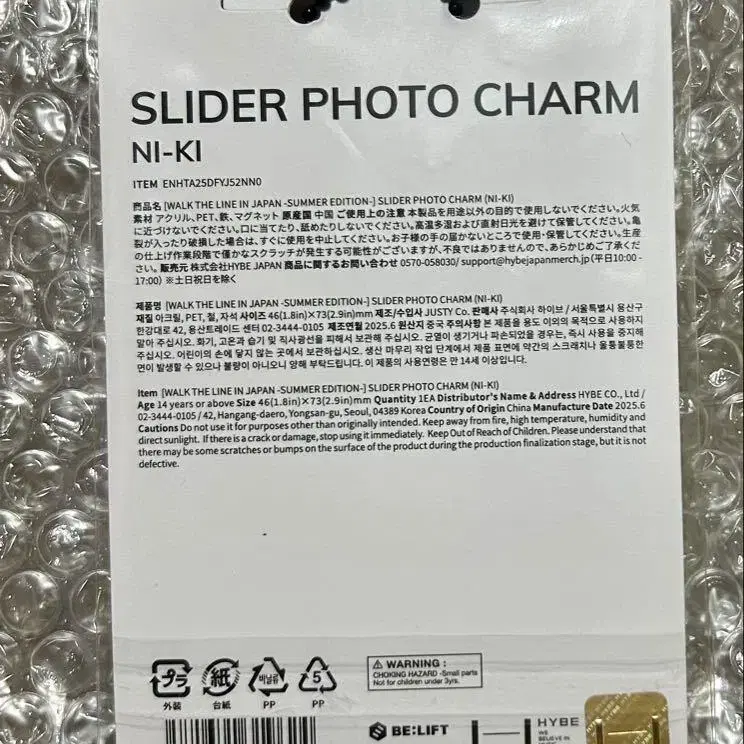 SLIDER PHOTO CHARM
NI-KI
ITEM ENHTA25DFYJ52NN0
商品名 [WALK THE LINE IN JAPAN -SUMMER EDITION-] SLIDER PHOTO CHARM (NI-KI)
素材 アクリル, PET, 鉄, マグネット 原産国 中国 ご使用上の注意 本製品を用途以外の目的で使用しないでください。火気
に近づけないでください。口に当てたり、舐めたりしないでください。高温多湿および直射日光を避けて保管してください。亀
裂が入ったり破損した場合は、すぐに使用を中止してください。お子様の手の届かないところで使用・保管してください。生産
の仕上げ作業段階で僅かなスクラッチが発生する可能性がございますが、不良ではありませんので、あらかじめご了承くだ
さい。販売元 株式会社HYBE JAPAN 商品に関するお問い合わせ 0570-058030/ support@hybejapanmerch.jp (平日10:00 -
17:00) ※土日祝日を除く
제품명 [WALK THE LINE IN JAPAN -SUMMER EDITION-] SLIDER PHOTO CHARM (NI-KI)
재질 아크릴, PET, 철, 자석 사이즈 46(1.8in)×73(2.9in)mm 제조/수입사 JUSTY Co. 판매사 주식회사 하이브 / 서울특별시 용산구
한강대로 42, 용산트레이드 센터 02-3444-0105 제조연월 2025.6 원산지 중국 주의사항 본 제품을 용도 이외의 목적으로 사용하지
말아 주십시오. 화기, 고온과 습기 및 직사광선을 피해서 보관해 주십시오. 균열이 생기거나 파손되었을 경우는, 즉시 사용을 중지해
주십시오. 어린이의 손에 닿지 않는 곳에서 보관하십시오. 생산 마무리 작업 단계에서 제품 표면에 약간의 스크래치나 울퉁불퉁한
면이 발생할 수 있으나 불량이 아니오니 양해 부탁드립니다. 이 제품의 사용연령은 만 14세 이상입니다.
Item [WALK THE LINE IN JAPAN -SUMMER EDITION-] SLIDER PHOTO CHARM (NI-KI)
Age 14 years or above Size 46(1.8in)×73(2.9in)mm Quantity 1EA Distributor's Name & Address HYBE CO., Ltd /
02-3444-0105 / 42, Hangang-daero, Yongsan-gu, Seoul, 04389 Korea Country of Origin China Manufacture Date 2025.6
Cautions Do not use it for purposes other than originally intended. Keep away from fire, high temperature, humidity and
direct sunlight. If there is a crack or damage, stop using it immediately. Keep Out of Reach of Children. Please understand that
there may be some scratches or bumps on the surface of the product during the production finalization stage, but it is not
defective.
プラ 紙 비닐류 5
外装 台紙 PP PP
WARNING :
CHOKING HAZARD -Small parts
Not for children under 3yrs.
BE:LIFT
HYBE
WE
BELIEVE IN